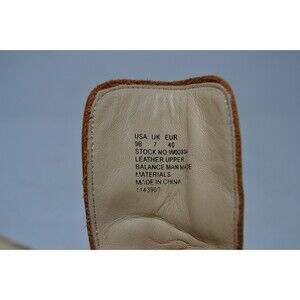 USA UK EUR
9B 7 40
STOCK NO:
LEATHER UPPER
BALANCE MAN MADE
MATERIALS
MADE IN CHINA